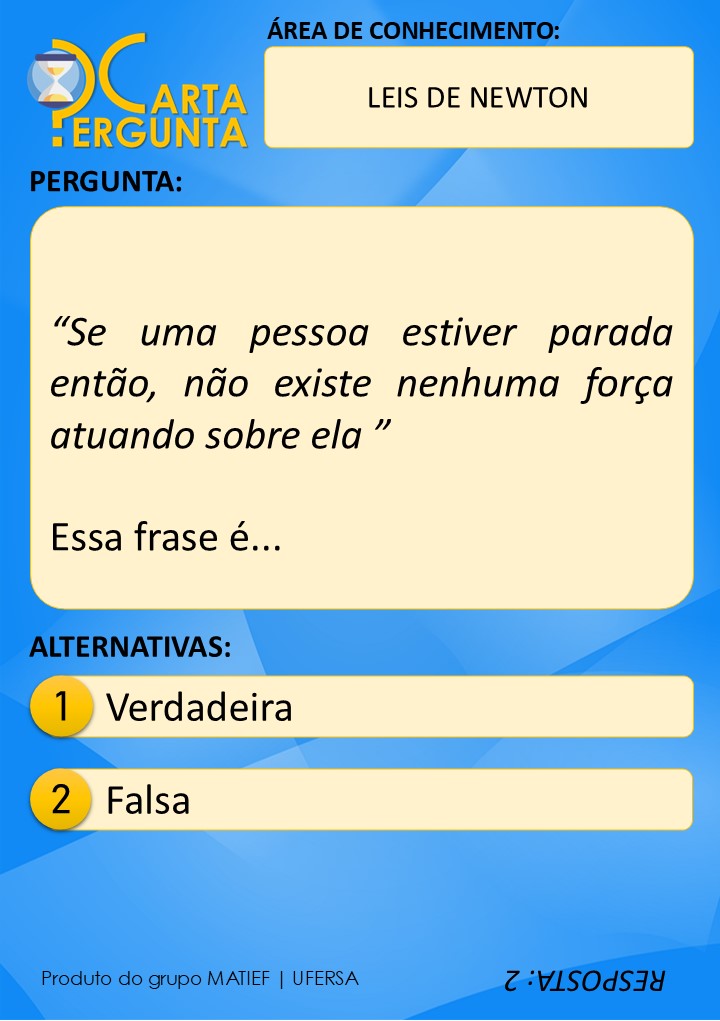 CARTA
PERGUNTA
ÁREA DE CONHECIMENTO:
LEIS DE NEWTON
PERGUNTA:
“Se uma pessoa estiver parada
então, não existe nenhuma força
atuando sobre ela ”
Essa frase é...
ALTERNATIVAS:
1 Verdadeira
2 Falsa
Produto do grupo MATIEF | UFERSA
RESPOSTA: 2